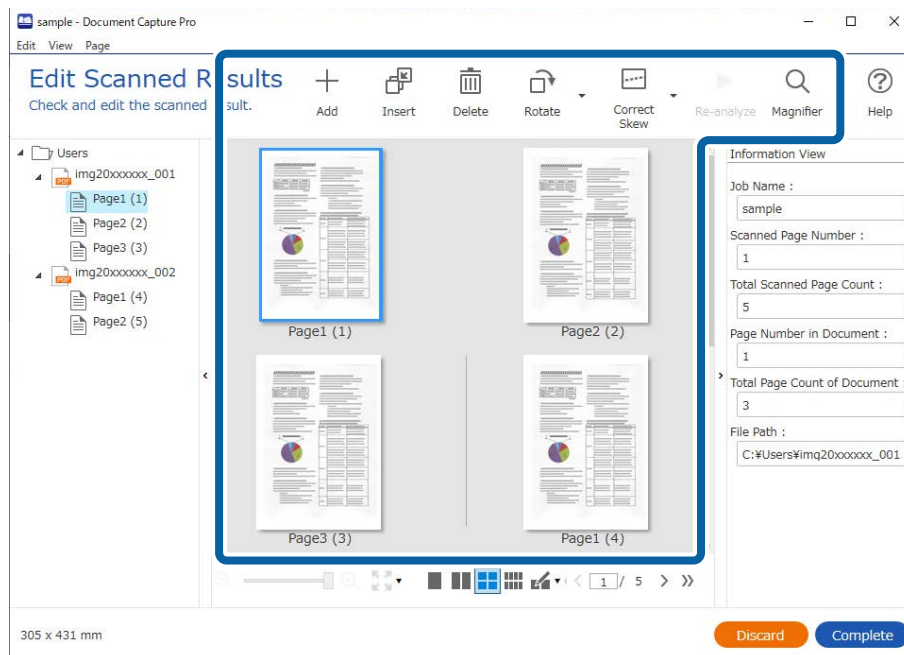 sample - Document Capture Pro
Edit View Page
Edit Scanned Results
Check and edit the scanned result.
Add
Insert
Delete
Rotate
Correct
Skew
Re-analyze
Magnifier
Help
Users
img20xxxxxx_001
Page1 (1)
Page2 (2)
Page3 (3)
img20xxxxxx_002
Page1 (4)
Page2 (5)
Page1 (1)
Page2 (2)
Page3 (3)
Page1 (4)
Information View
Job Name :
sample
Scanned Page Number :
1
Total Scanned Page Count :
5
Page Number in Document :
1
Total Page Count of Document :
3
File Path :
C:¥Users¥img20xxxxxx_001
1 / 5
305 x 431 mm
Discard
Complete